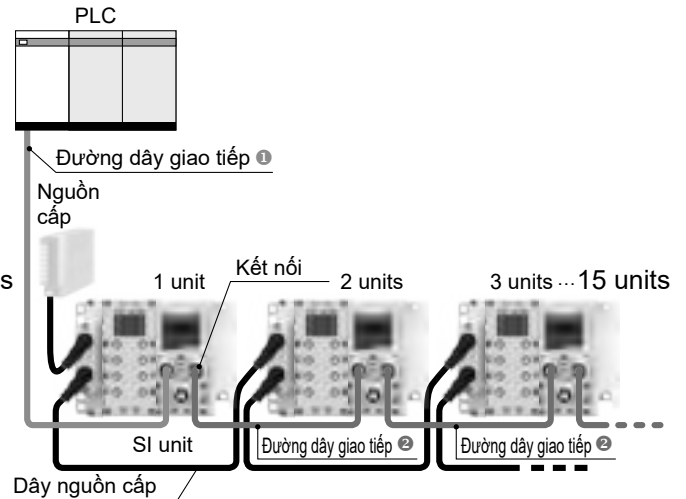 PLC
Đường dây giao tiếp ❶
Nguồn
cấp
s
1 unit
Kết nối
2 units
3 units ··· 15 units
SI unit
Đường dây giao tiếp ❷
Đường dây giao tiếp ❷
Dây nguồn cấp